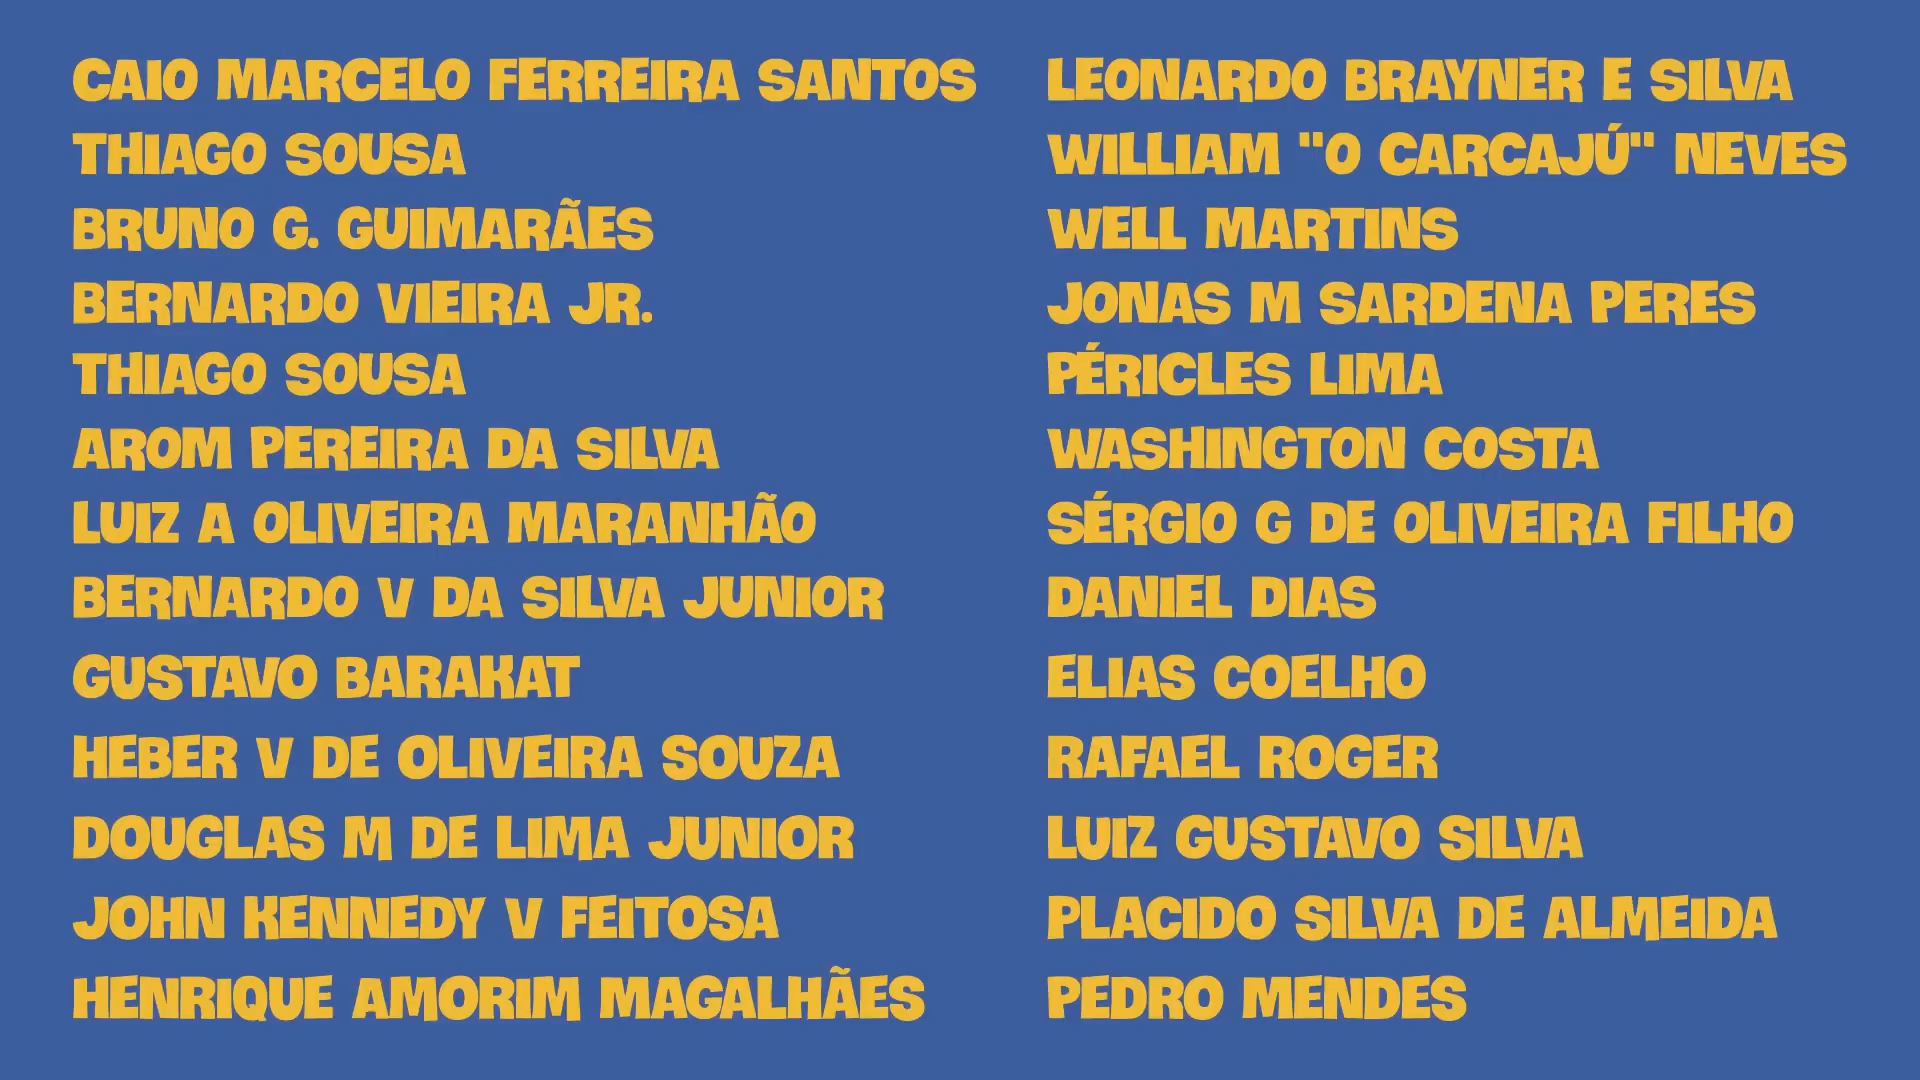 CAIO MARCELO FERREIRA SANTOS
THIAGO SOUSA
BRUNO G. GUIMARÃES
BERNARDO VIEIRA JR.
THIAGO SOUSA
AROM PEREIRA DA SILVA
LUIZ A OLIVEIRA MARANHÃO
BERNARDO V DA SILVA JUNIOR
GUSTAVO BARAKAT
HEBER V DE OLIVEIRA SOUZA
DOUGLAS M DE LIMA JUNIOR
JOHN KENNEDY V FEITOSA
HENRIQUE AMORIM MAGALHÃES
LEONARDO BRAYNER E SILVA
WILLIAM "O CARCAJÚ" NEVES
WELL MARTINS
JONAS M SARDENA PERES
PÉRICLES LIMA
WASHINGTON COSTA
SÉRGIO G DE OLIVEIRA FILHO
DANIEL DIAS
ELIAS COELHO
RAFAEL ROGER
LUIZ GUSTAVO SILVA
PLACIDO SILVA DE ALMEIDA
PEDRO MENDES